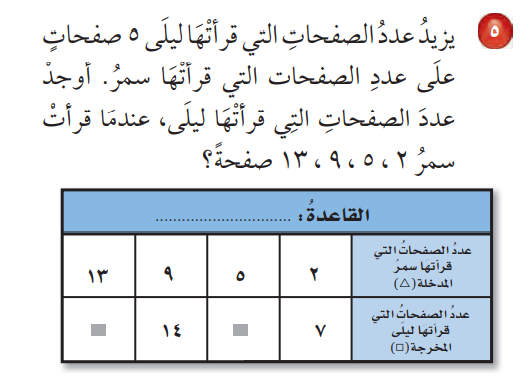 ٥
يزيدُ عددُ الصفحاتِ التي قرأتْهَا ليلَى ٥ صفحاتٍ
علَى عددِ الصفحات التي قرأتْهَا سمرُ. أوجدْ
عددَ الصفحاتِ التِي قرأتْهَا ليلَى، عندمَا قرأتْ
سمرُ ٢ ، ٥ ، ٩ ، ١٣ صفحةً؟
القاعدةُ: ...............................
عددُ الصفحاتُ التي
قرأتها سمرُ
المدخلة (△)
٢ ٥ ٩ ١٣
عددُ الصفحاتُ التي
قرأتها ليلَى
المخرجة (□)
٧ ■ ١٤ ■